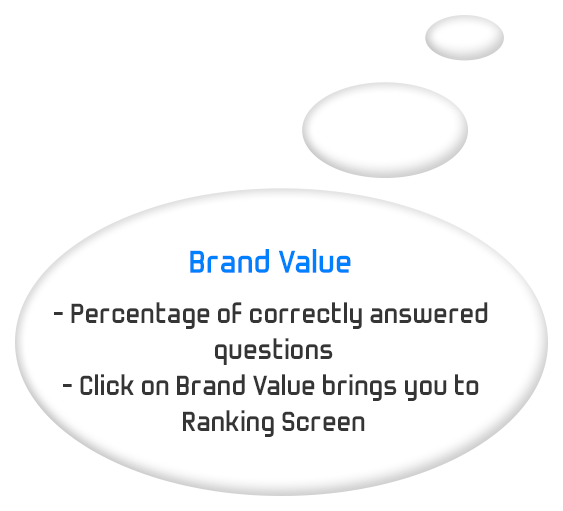 Brand Value
- Percentage of correctly answered
questions
- Click on Brand Value brings you to
Ranking Screen